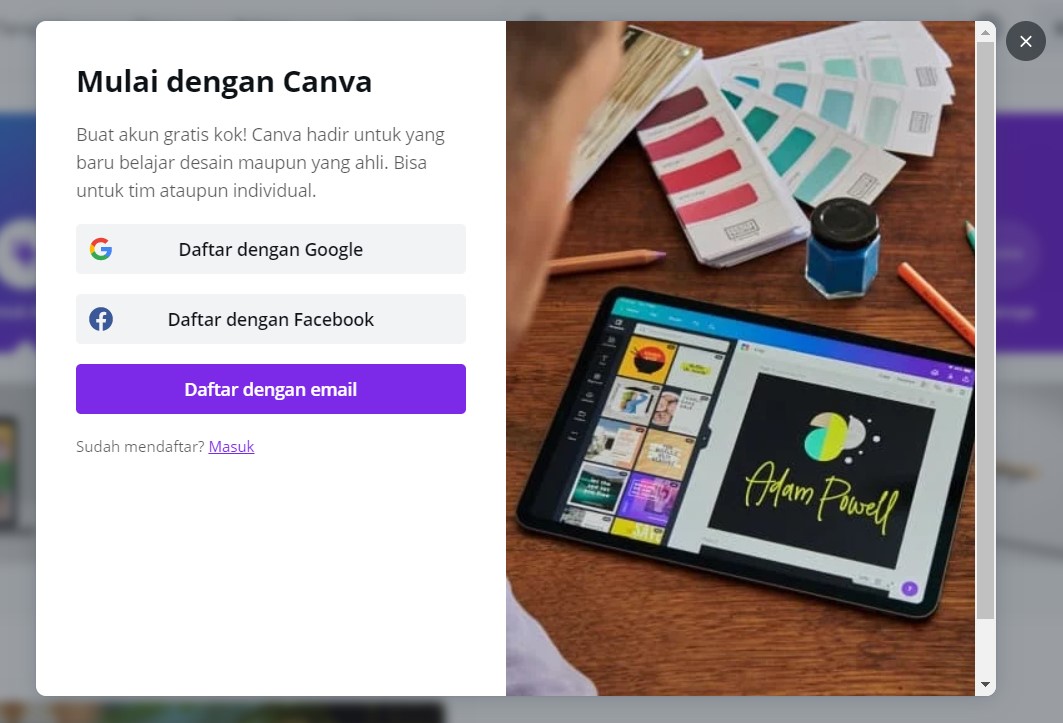 Mulai dengan Canva
Buat akun gratis kok! Canva hadir untuk yang
baru belajar desain maupun yang ahli. Bisa
untuk tim ataupun individual.
Daftar dengan Google
Daftar dengan Facebook
Daftar dengan email
Sudah mendaftar? Masuk
Adam Powell